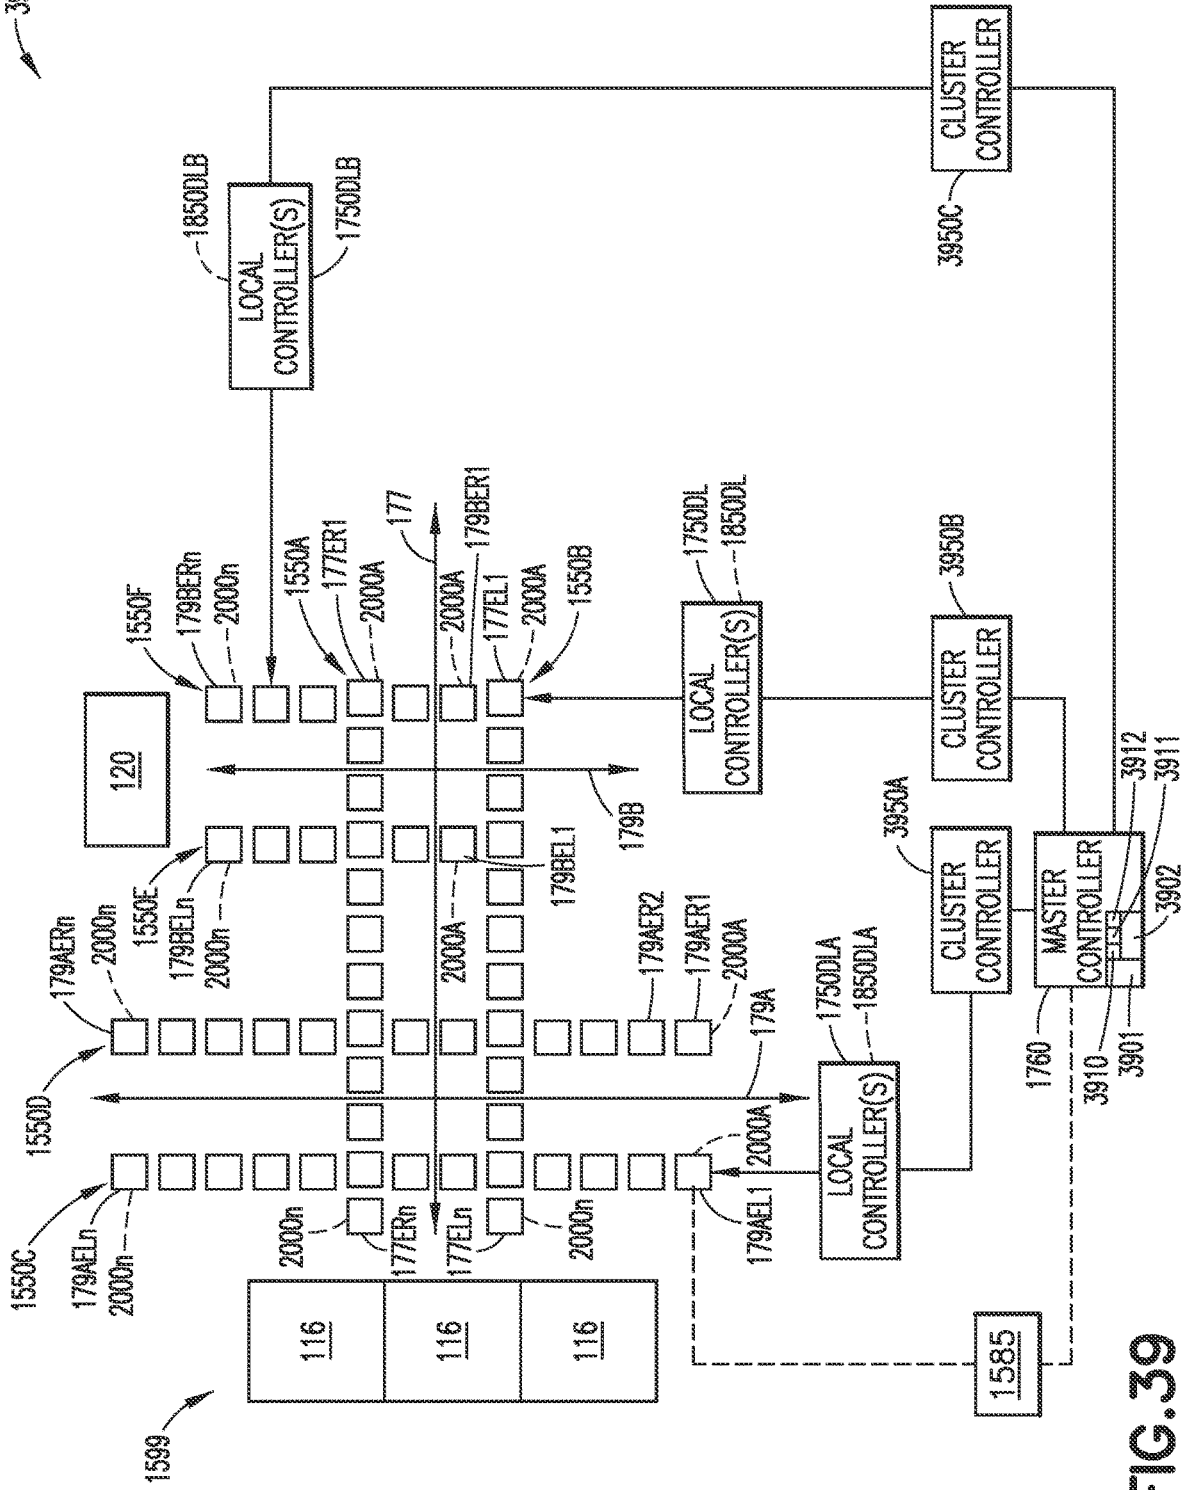 1599
116
116
116
1550C
179AELn
2000n
1550D
179AERn
2000n
1550E
179BELn
2000n
120
1550F
179BERn
2000n
1550A
177ER1
2000A
177
2000A
179BER1
177EL1
2000A
1550B
2000n
177ERn
177ELn
2000n
2000A
179BEL1
179B
179AER2
179AER1
2000A
179A
2000A
179AEL1
1850DLB
LOCAL
CONTROLLER(S)
1750DLB
LOCAL
CONTROLLER(S)
1750DL
1850DL
LOCAL
CONTROLLER(S)
1750DLA
1850DLA
CLUSTER
CONTROLLER
3950A
CLUSTER
CONTROLLER
3950B
CLUSTER
CONTROLLER
3950C
MASTER
CONTROLLER
1760
3910
3901
3912
3911
3902
1585
FIG.39